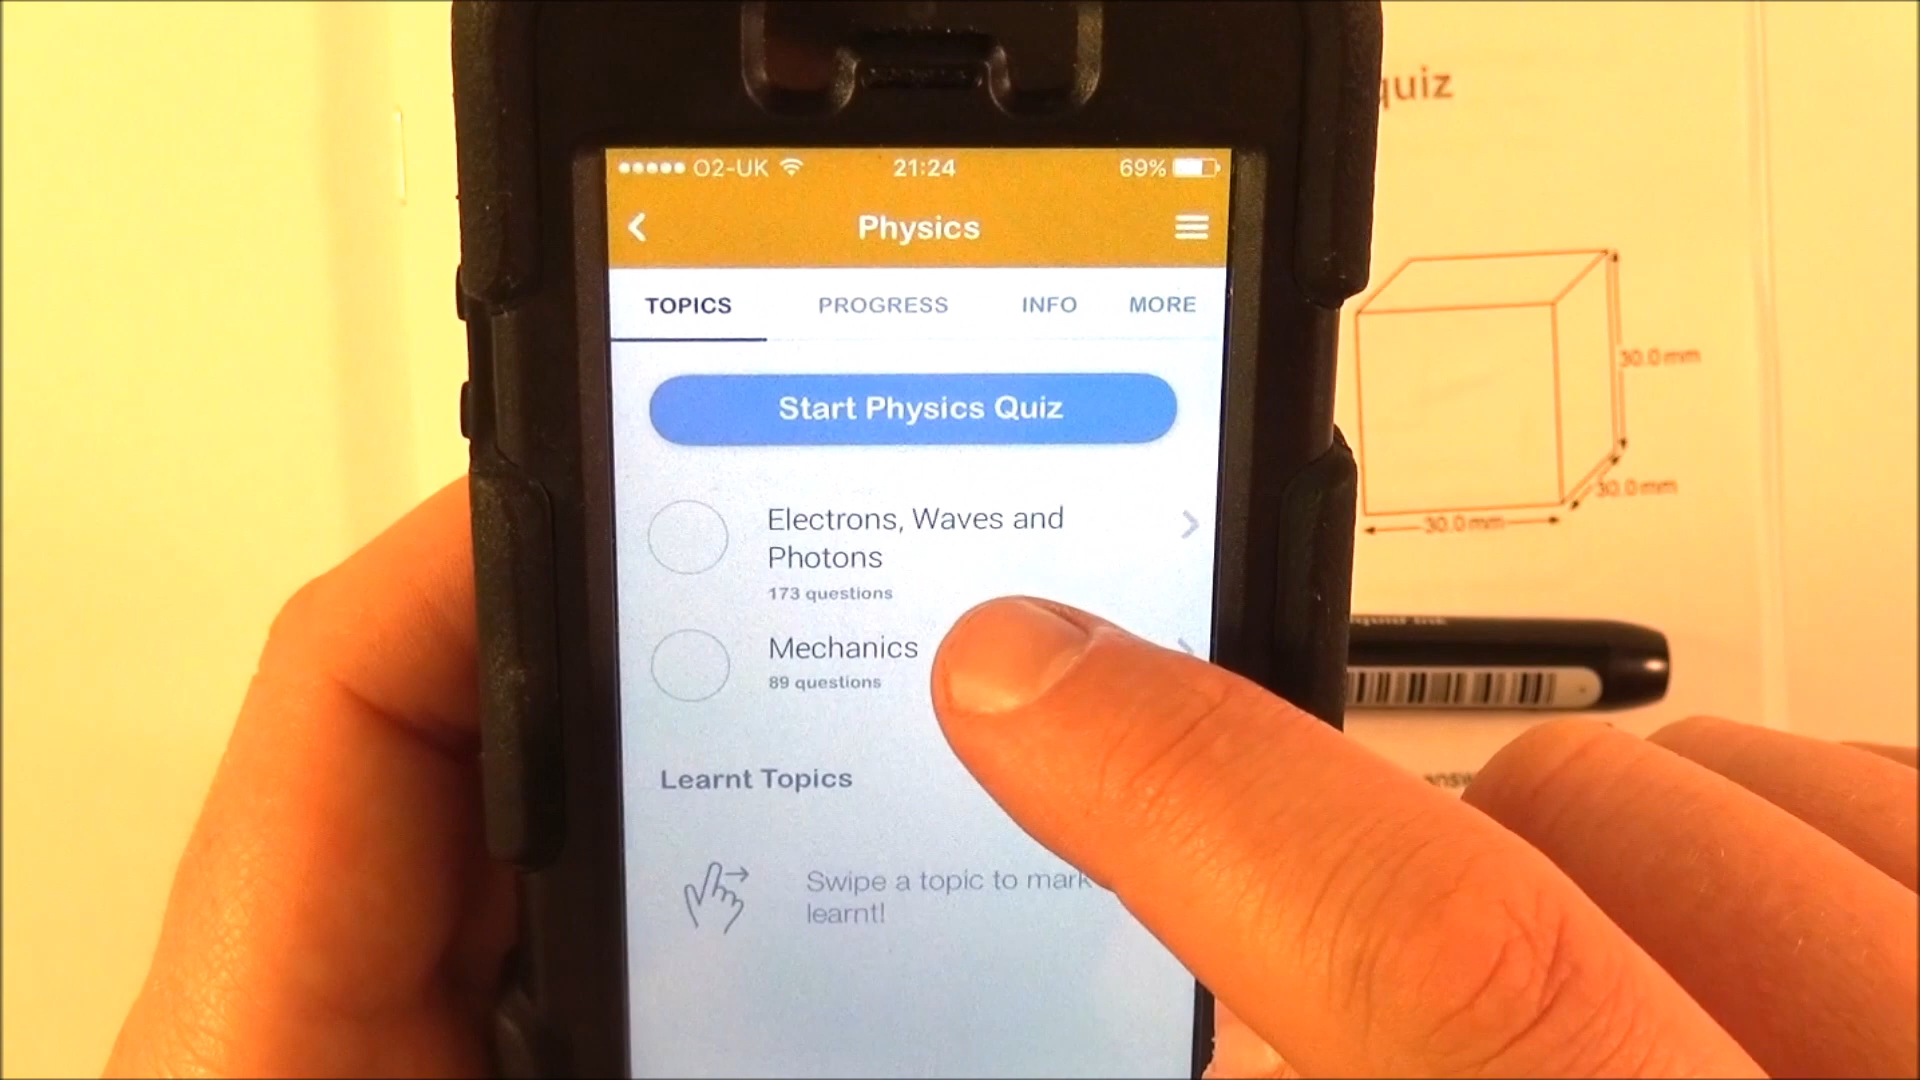 O2-UK 21:24 69%
Physics
TOPICS PROGRESS INFO MORE
Start Physics Quiz
Electrons, Waves and
Photons
173 questions
Mechanics
89 questions
Learnt Topics
Swipe a topic to mark
learnt!
quiz
30.0 mm
30.0 mm
30.0 mm